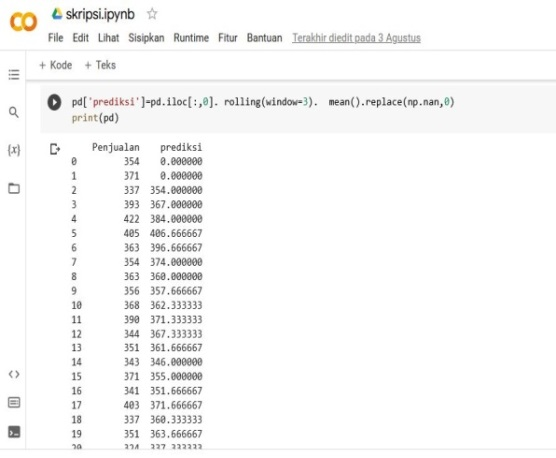 skripsi.ipynb
File Edit Lihat Sisipkan Runtime Fitur Bantuan Terakhir diedit pada 3 Agustus
+ Kode + Teks
pd['prediksi']=pd.iloc[:,0]. rolling(window=3). mean().replace(np.nan,0)
print(pd)
{x}
Penjualan prediksi
0 354 0.000000
1 371 0.000000
2 337 354.000000
3 393 367.000000
4 422 384.000000
5 405 406.666667
6 363 396.666667
7 354 374.000000
8 363 360.000000
9 356 357.666667
10 368 362.333333
11 390 371.333333
12 344 367.333333
13 351 361.666667
14 343 346.000000
15 371 355.000000
16 341 351.666667
17 403 371.666667
18 337 360.333333
19 351 363.666667
20 324 337.333333